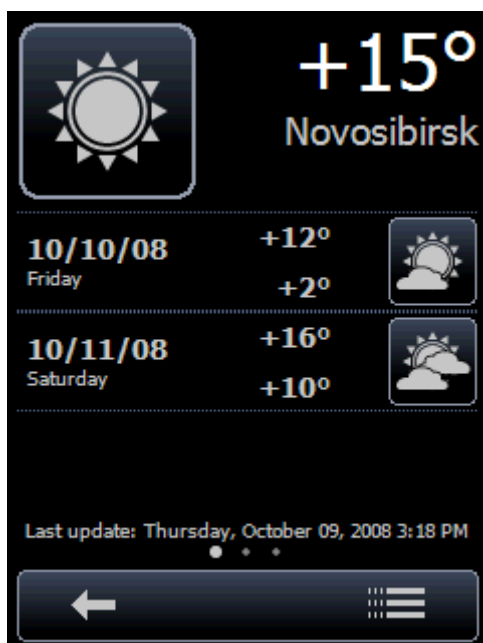 +15°
Novosibirsk
10/10/08
Friday
+12°
+2°
10/11/08
Saturday
+16°
+10°
Last update: Thursday, October 09, 2008 3:18 PM